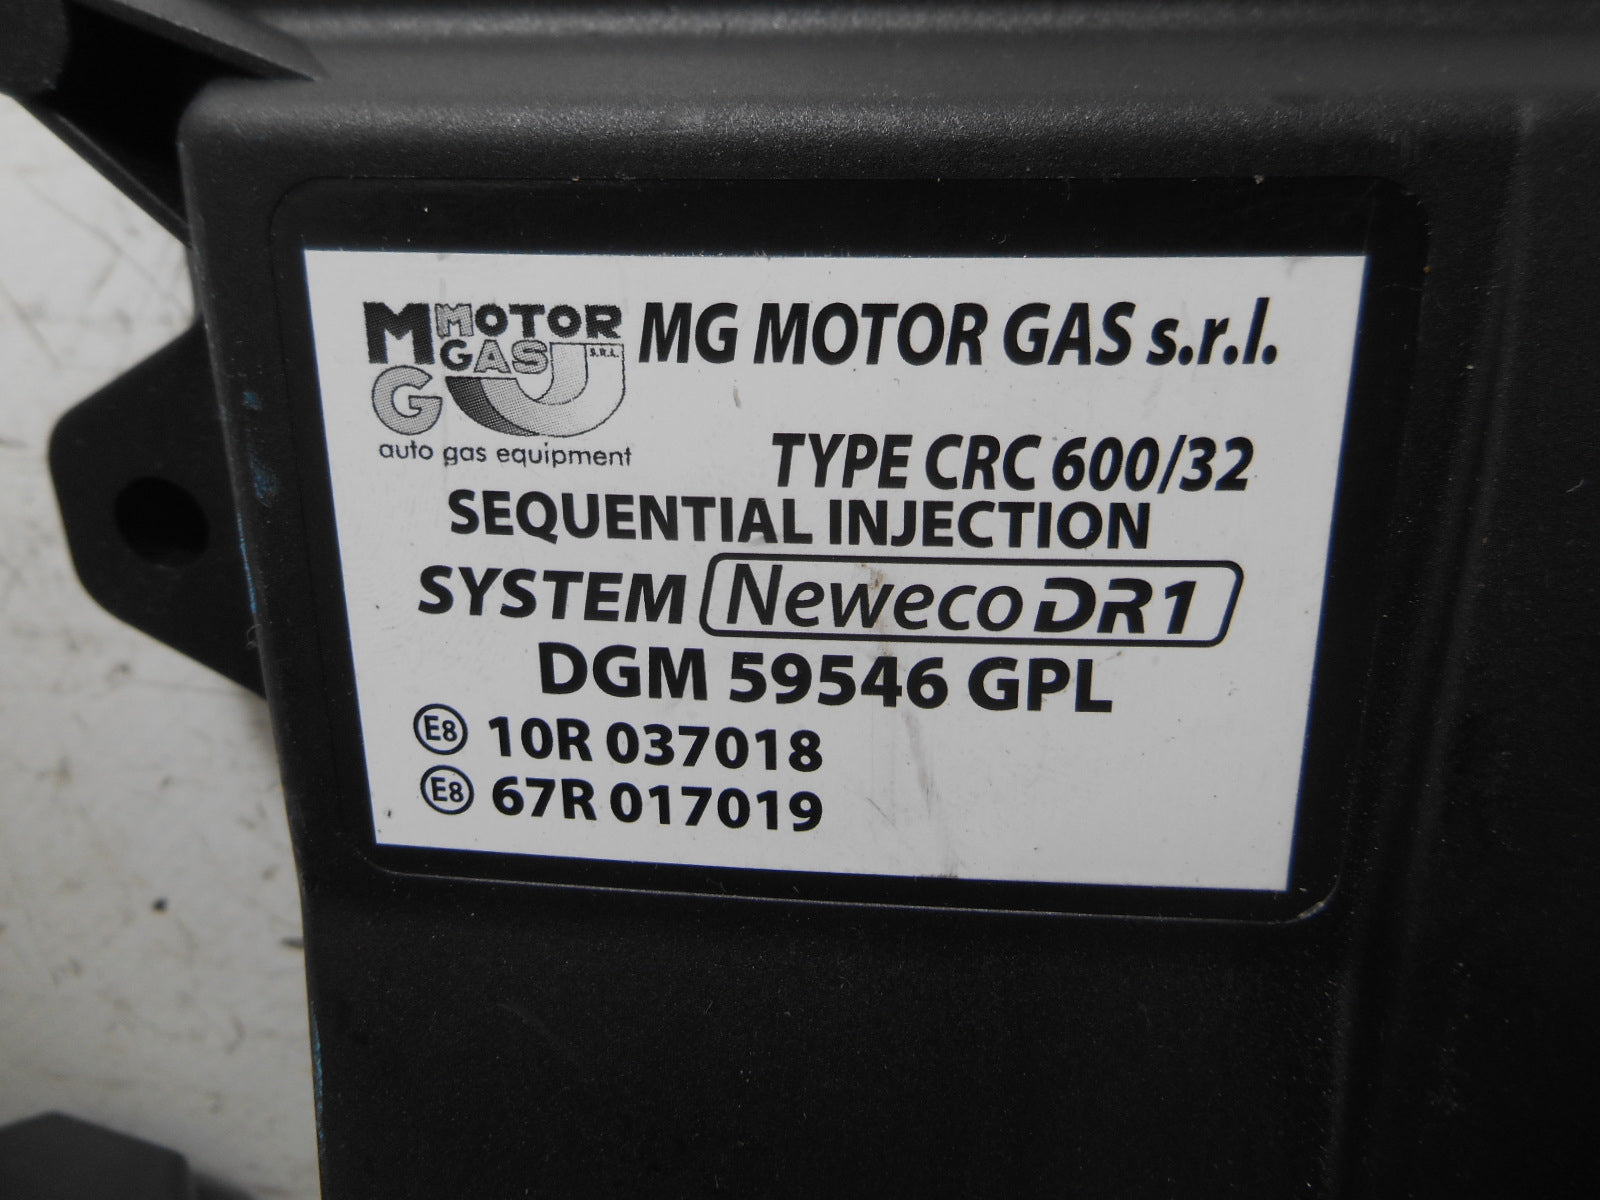 M MOTOR
GAS S.R.L.
G
auto gas equipment
MG MOTOR GAS s.r.l.
TYPE CRC 600/32
SEQUENTIAL INJECTION
SYSTEM Neweco DR1
DGM 59546 GPL
E8 10R 037018
E8 67R 017019